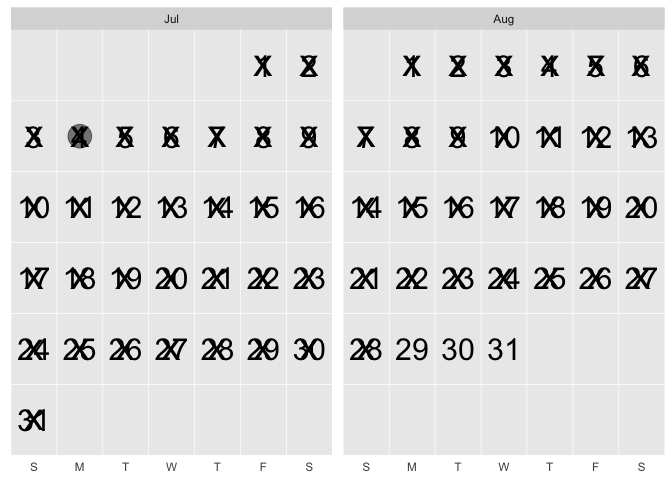 Jul
1 2
3 4 5 6 7 8 9
10 11 12 13 14 15 16
17 18 19 20 21 22 23
24 25 26 27 28 29 30
31
S M T W T F S
Aug
1 2 3 4 5 6
7 8 9 10 11 12 13
14 15 16 17 18 19 20
21 22 23 24 25 26 27
28 29 30 31
S M T W T F S